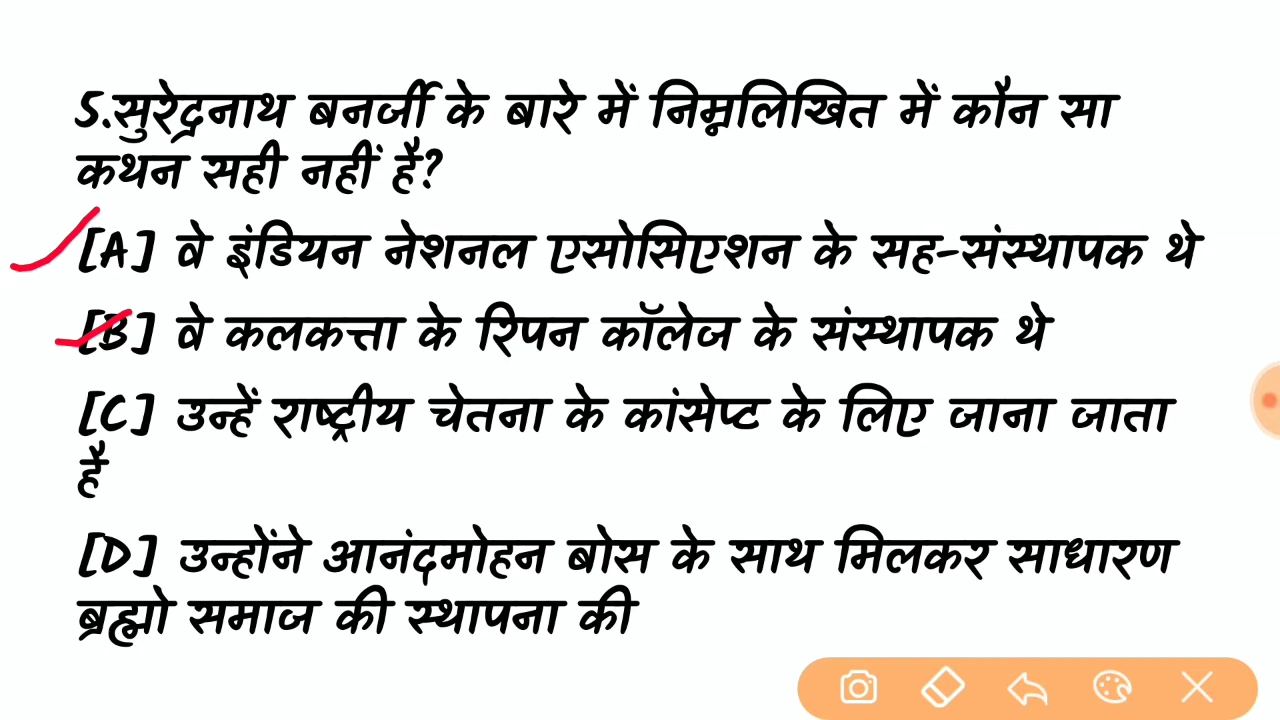 5.सुरेद्रनाथ बनर्जी के बारे में निम्नलिखित में कौन सा
कथन सही नहीं है?
[A] वे इंडियन नेशनल एसोसिएशन के सह-संस्थापक थे
[B] वे कलकत्ता के रिपन कॉलेज के संस्थापक थे
[C] उन्हें राष्ट्रीय चेतना के कांसेप्ट के लिए जाना जाता
है
[D] उन्होंने आनंदमोहन बोस के साथ मिलकर साधारण
ब्रह्मो समाज की स्थापना की